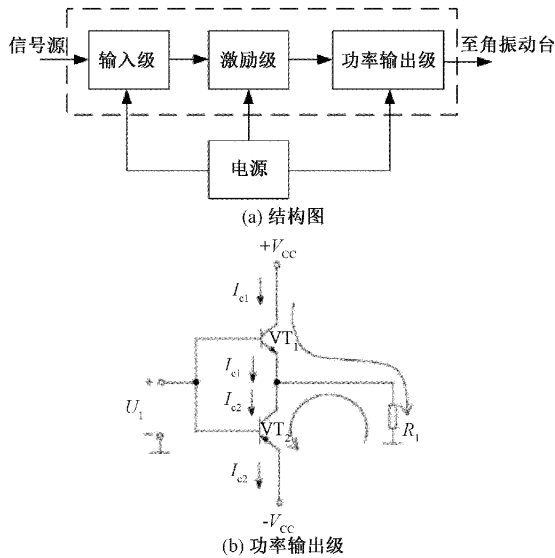 信号源
输入级
激励级
功率输出级
至角振动台
电源
(a) 结构图
+VCC
Ic1
VT1
Ic1
Ic2
+
U1
VT2
R1
Ic2
-VCC
(b) 功率输出级